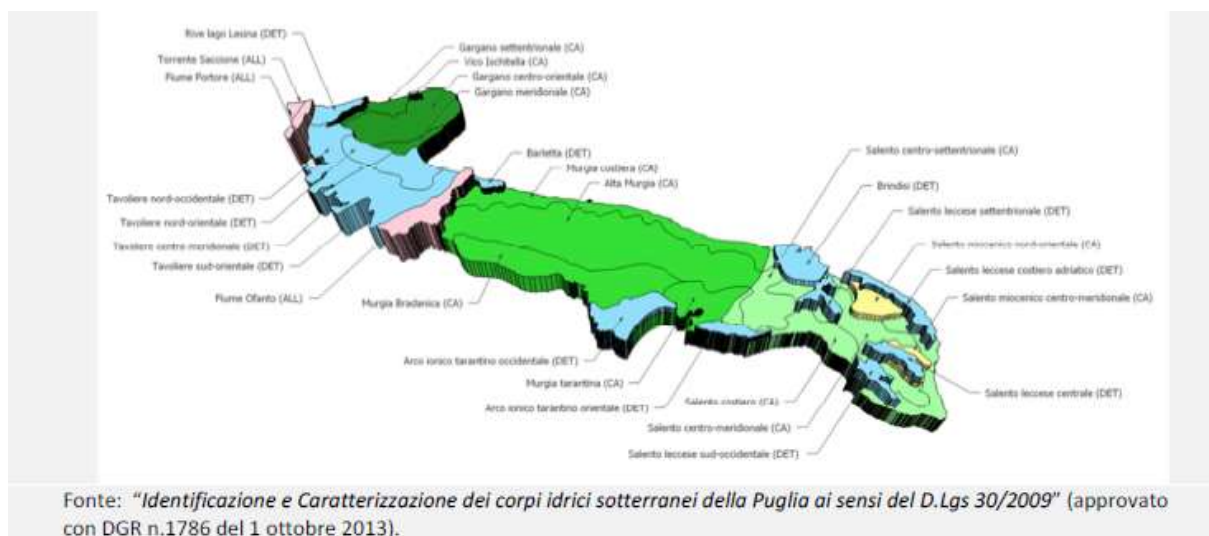 Rive lago Lesina (DET)
Torrente Saccione (ALL)
Fiume Fortore (ALL)
Gargano settentrionale (CA)
Vico Ischitella (CA)
Gargano centro-orientale (CA)
Gargano meridionale (CA)
Barletta (DET)
Murgia costiera (CA)
Alta Murgia (CA)
Salento centro-settentrionale (CA)
Brindisi (DET)
Salento leccese settentrionale (DET)
Salento miocenico nord-orientale (CA)
Salento leccese costiero adriatico (DET)
Salento miocenico centro-meridionale (CA)
Tavoliere nord-occidentale (DET)
Tavoliere nord-orientale (DET)
Tavoliere centro meridionale (DET)
Tavoliere sud-orientale (DET)
Fiume Ofanto (ALL)
Murgia Bradanica (CA)
Arco ionico tarantino occidentale (DET)
Murgia tarantina (CA)
Arco ionico tarantino orientale (DET)
Salento costiero (CA)
Salento centro-meridionale (CA)
Salento leccese sud-occidentale (DET)
Salento leccese centrale (DET)
Fonte: "Identificazione e Caratterizzazione dei corpi idrici sotterranei della Puglia ai sensi del D.Lgs 30/2009" (approvato
con DGR n.1786 del 1 ottobre 2013).